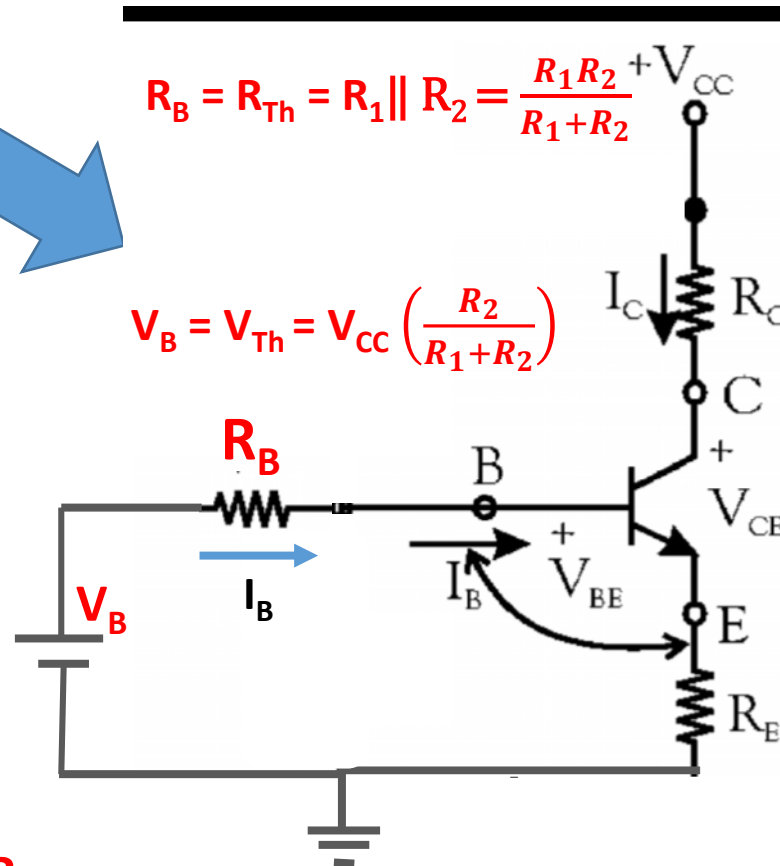 R_B = R_Th = R_1 || R_2 = R_1R_2 / R_1+R_2
+V_CC
V_B = V_Th = V_CC (R_2 / R_1+R_2)
I_C
R_C
C
R_B
B
+
V_CE
+
I_B
I_B
V_BE
V_B
E
R_E